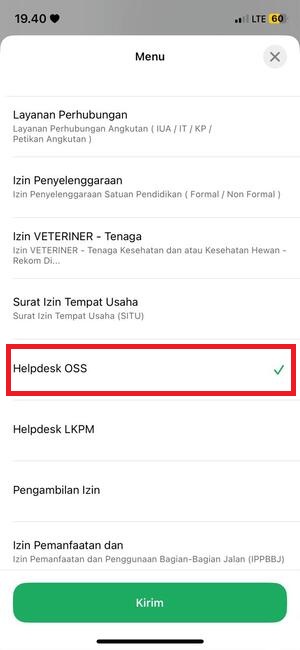 19.40
LTE 60
Menu
Layanan Perhubungan
Layanan Perhubungan Angkutan ( IUA / IT / KP /
Petikan Angkutan )
Izin Penyelenggaraan
Izin Penyelenggaraan Satuan Pendidikan ( Formal / Non Formal )
Izin VETERINER - Tenaga
Izin VETERINER - Tenaga Kesehatan dan atau Kesehatan Hewan -
Rekom Di...
Surat Izin Tempat Usaha
Surat Izin Tempat Usaha (SITU)
Helpdesk OSS
Helpdesk LKPM
Pengambilan Izin
Izin Pemanfaatan dan
Izin Pemanfaatan dan Penggunaan Bagian-Bagian Jalan (IPPBBJ)
Kirim